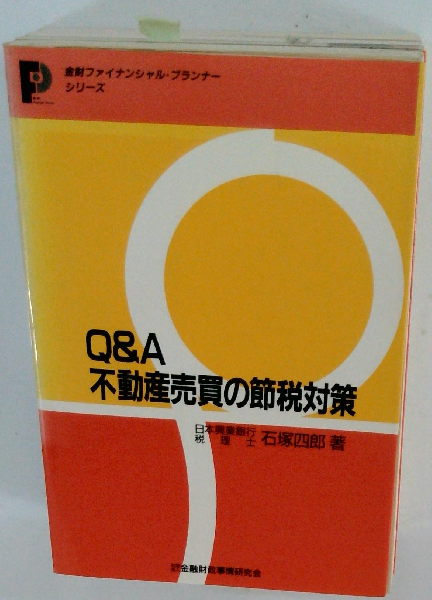 金財ファイナンシャル・プランナー
シリーズ
Q&A
不動産売買の節税対策
日本興業銀行
税理士 石塚四郎 著
金融財政事情研究会